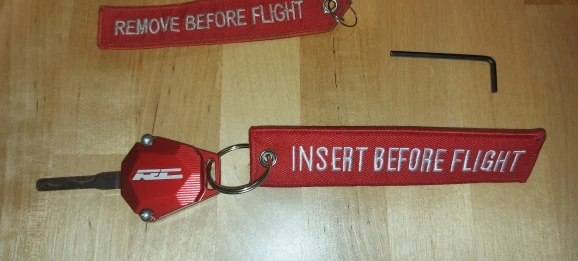 REMOVE BEFORE FLIGHT
RC
INSERT BEFORE FLIGHT